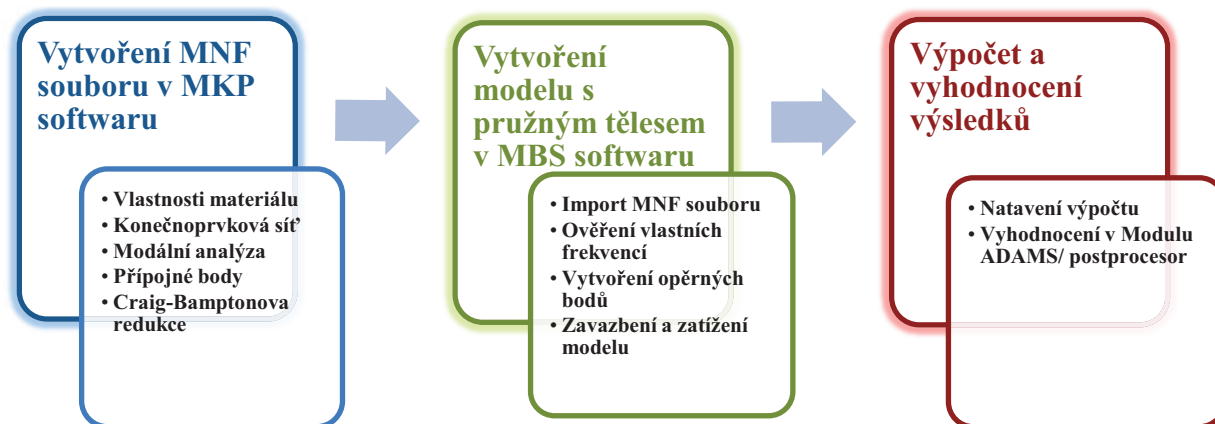 Vytvoření MNF
souboru v MKP
softwaru
• Vlastnosti materiálu
• Konečnoprvková síť
• Modální analýza
• Přípojné body
• Craig-Bamptonova
redukce
Vytvoření
modelu s
pružným tělesem
v MBS softwaru
• Import MNF souboru
• Ověření vlastních
frekvencí
• Vytvoření opěrných
bodů
• Zavazbení a zatížení
modelu
Výpočet a
vyhodnocení
výsledků
• Natavení výpočtu
• Vyhodnocení v Modulu
ADAMS/ postprocesor